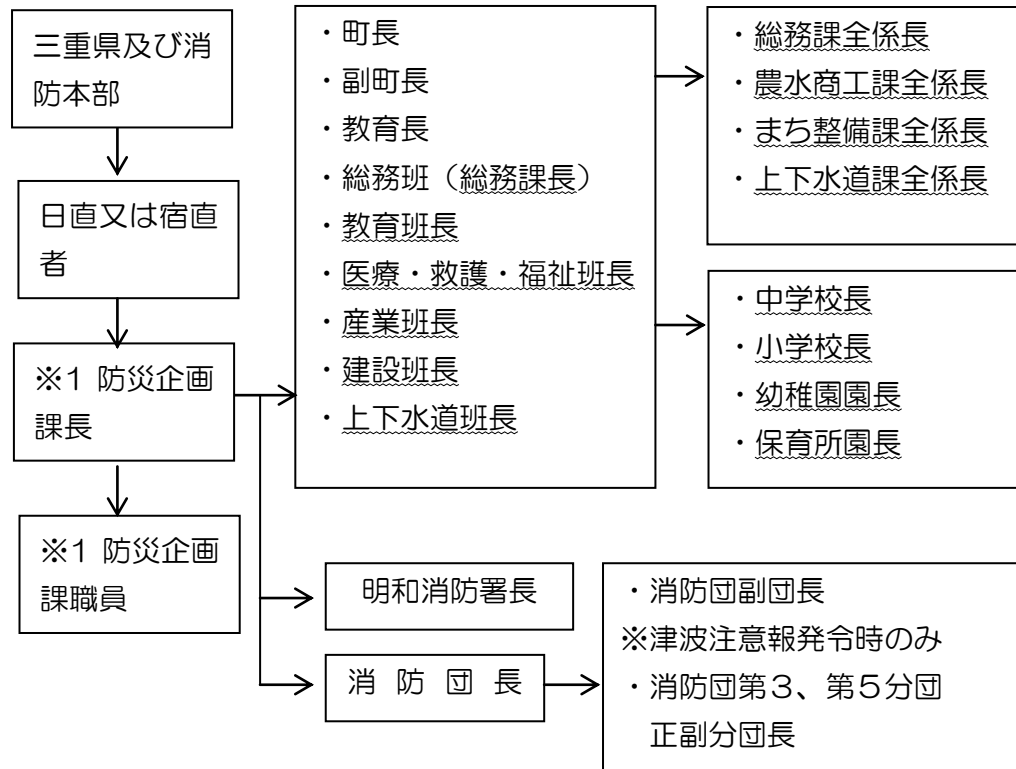 三重県及び消
防本部
日直又は宿直
者
※1 防災企画
課長
※1 防災企画
課職員
・町長
・副町長
・教育長
・総務班（総務課長）
・教育班長
・医療・救護・福祉班長
・産業班長
・建設班長
・上下水道班長
・総務課全係長
・農水商工課全係長
・まち整備課全係長
・上下水道課全係長
・中学校長
・小学校長
・幼稚園園長
・保育所園長
明和消防署長
消 防 団 長
・消防団副団長
※津波注意報発令時のみ
・消防団第３、第５分団
正副分団長